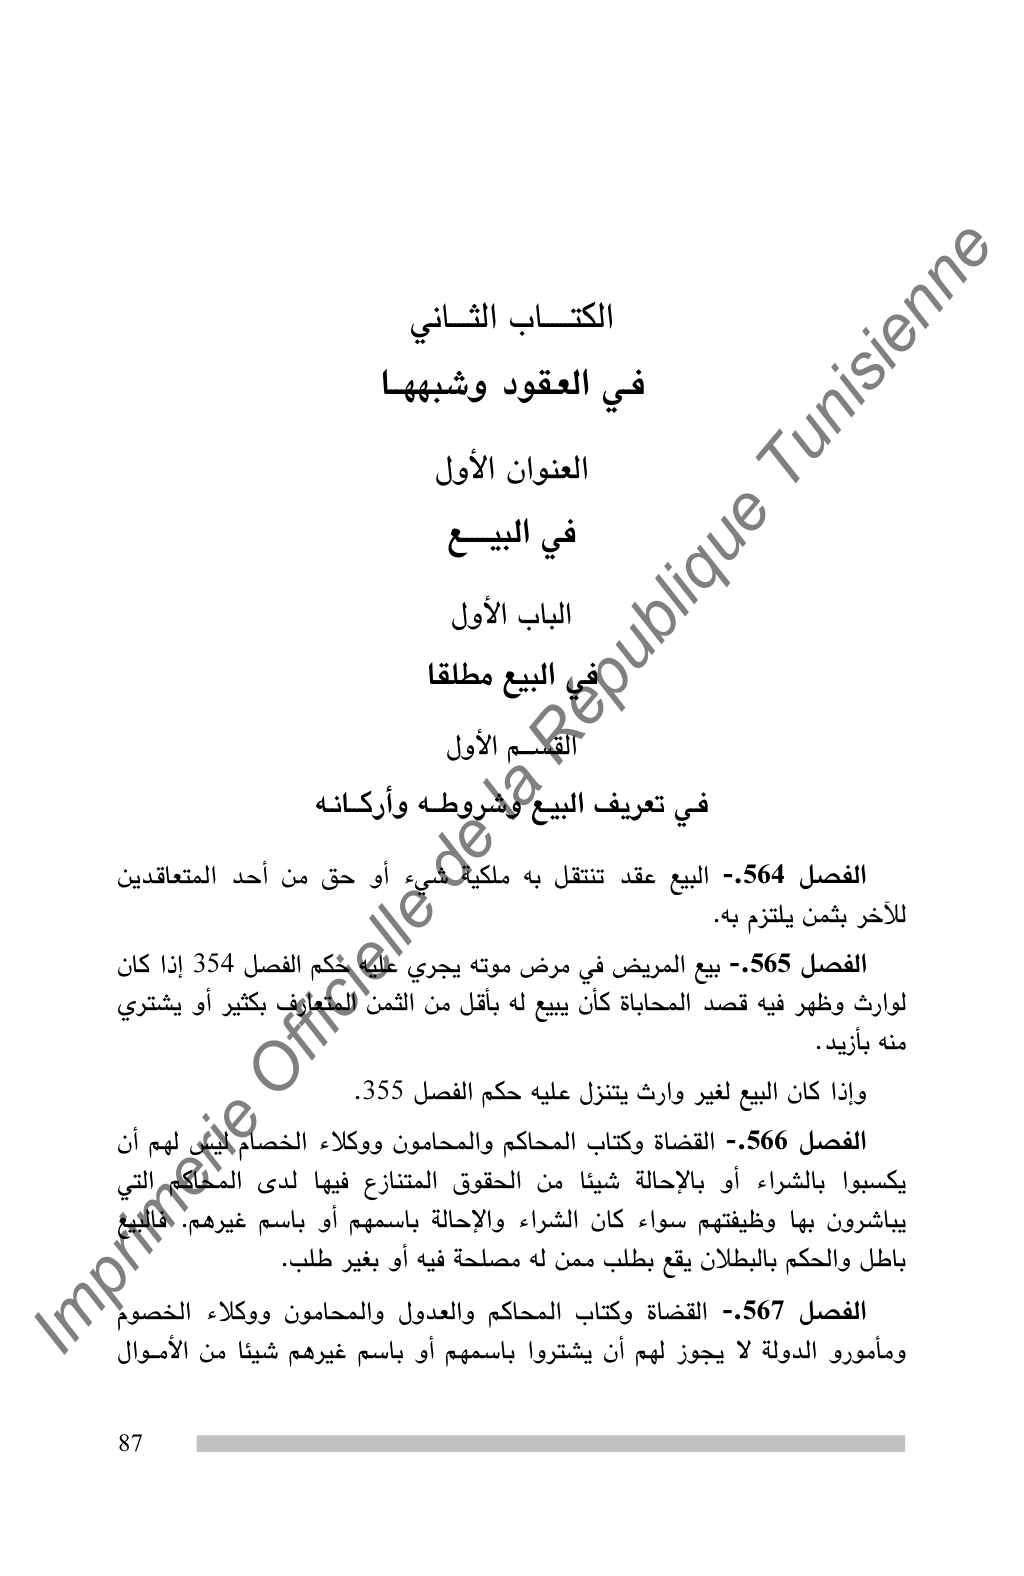 الكتـــاب الثـــاني
فـي العـقود وشبههـا
العنوان الأول
في البيـــع
الباب الأول
في البيع مطلقا
القســم الأول
فـي تعريف البيـع وشروطـه وأركـانـه
الفصل 564.- البيع عقد تنتقل به ملكية شيء أو حق من أحد المتعاقدين
للآخر بثمن يلتزم به.
الفصل 565.- بيع المريض في مرض موته يجري عليه حكم الفصل 354 إذا كان
لوارث وظهر فيه قصد المحاباة كأن يبيع له بأقل من الثمن المتعارف بكثير أو يشتري
منه بأزيد.
وإذا كان البيع لغير وارث يتنزل عليه حكم الفصل 355.
الفصل 566.- القضاة وكتاب المحاكم والمحامون ووكلاء الخصام ليس لهم أن
يكسبوا بالشراء أو بالإحالة شيئا من الحقوق المتنازع فيها لدى المحاكم التي
يباشرون بها وظيفتهم سواء كان الشراء والإحالة باسمهم أو باسم غيرهم. فالبيع
باطل والحكم بالبطلان يقع بطلب ممن له مصلحة فيه أو بغير طلب.
الفصل 567.- القضاة وكتاب المحاكم والعدول والمحامون ووكلاء الخصوم
ومأمورو الدولة لا يجوز لهم أن يشتروا باسمهم أو باسم غيرهم شيئا من الأمـوال
87
Imprimerie Officielle de la République Tunisienne